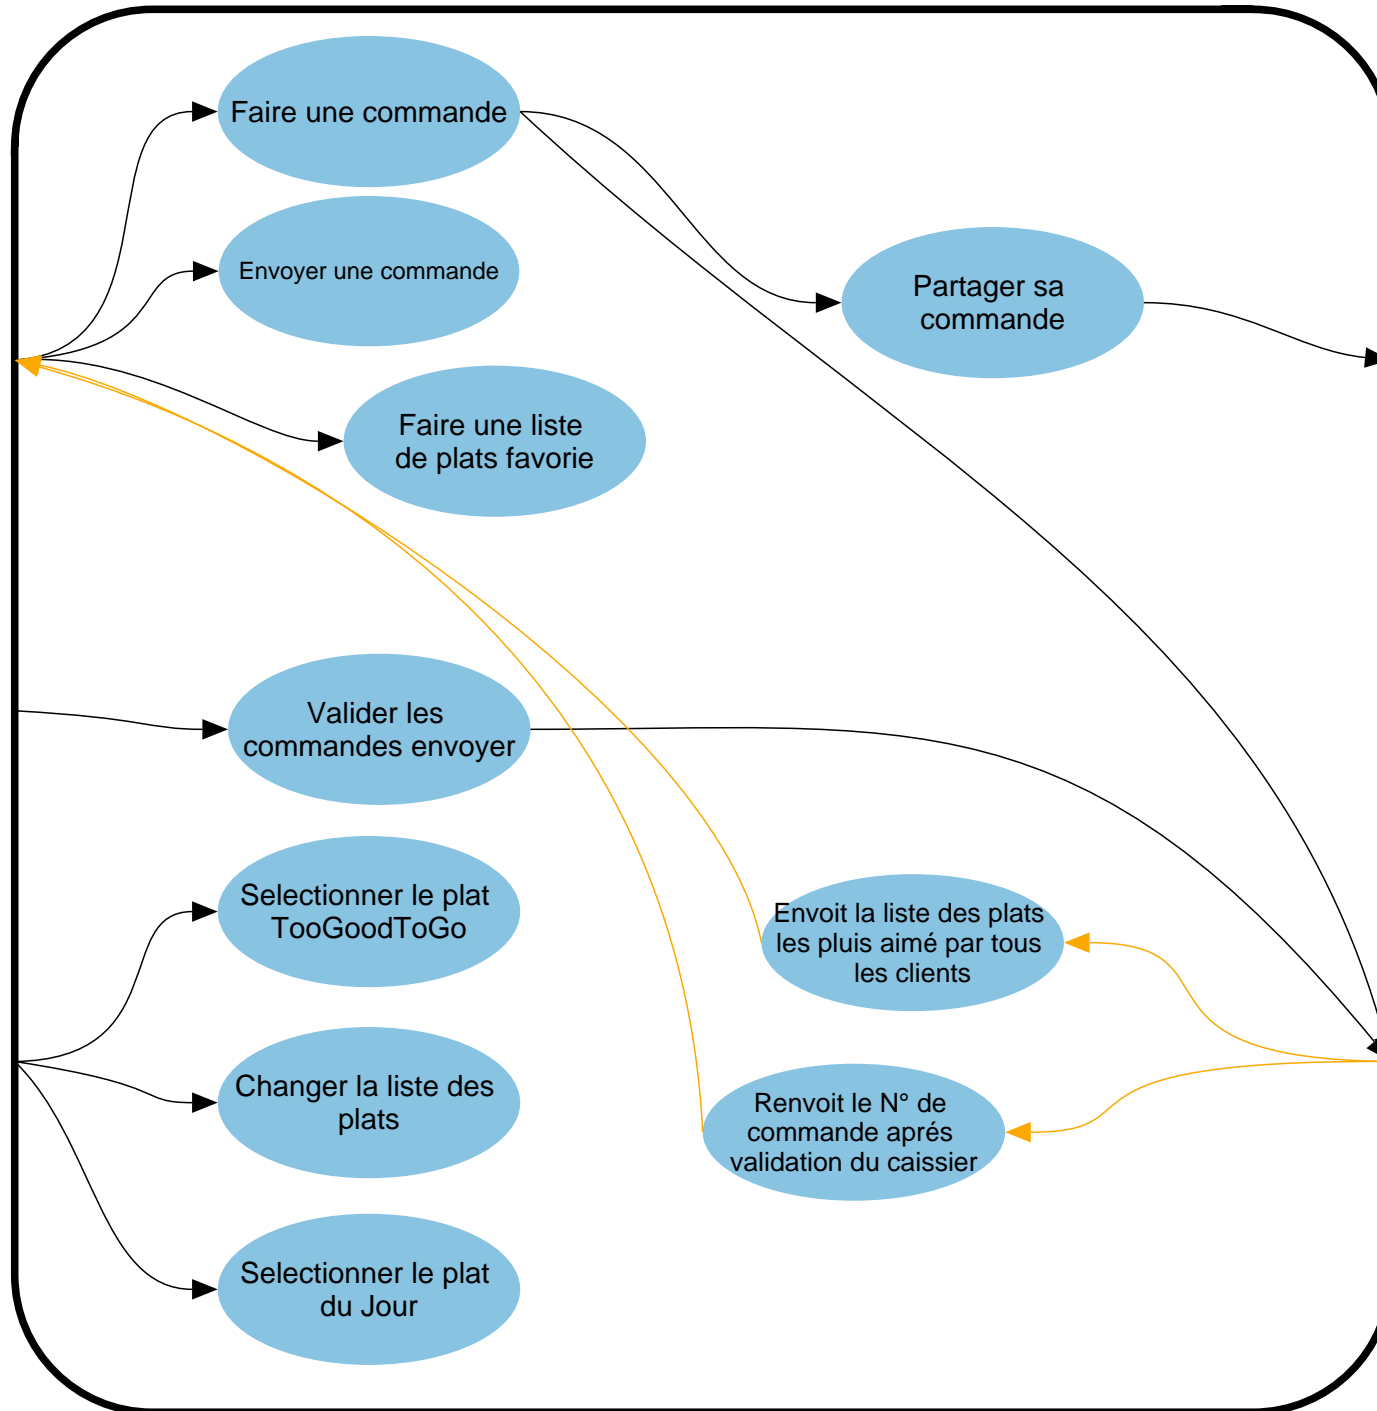 Faire une commande
Envoyer une commande
Partager sa
commande
Faire une liste
de plats favorie
Valider les
commandes envoyer
Selectionner le plat
TooGoodToGo
Envoit la liste des plats
les pluis aimé par tous
les clients
Changer la liste des
plats
Renvoit le N° de
commande aprés
validation du caissier
Selectionner le plat
du Jour